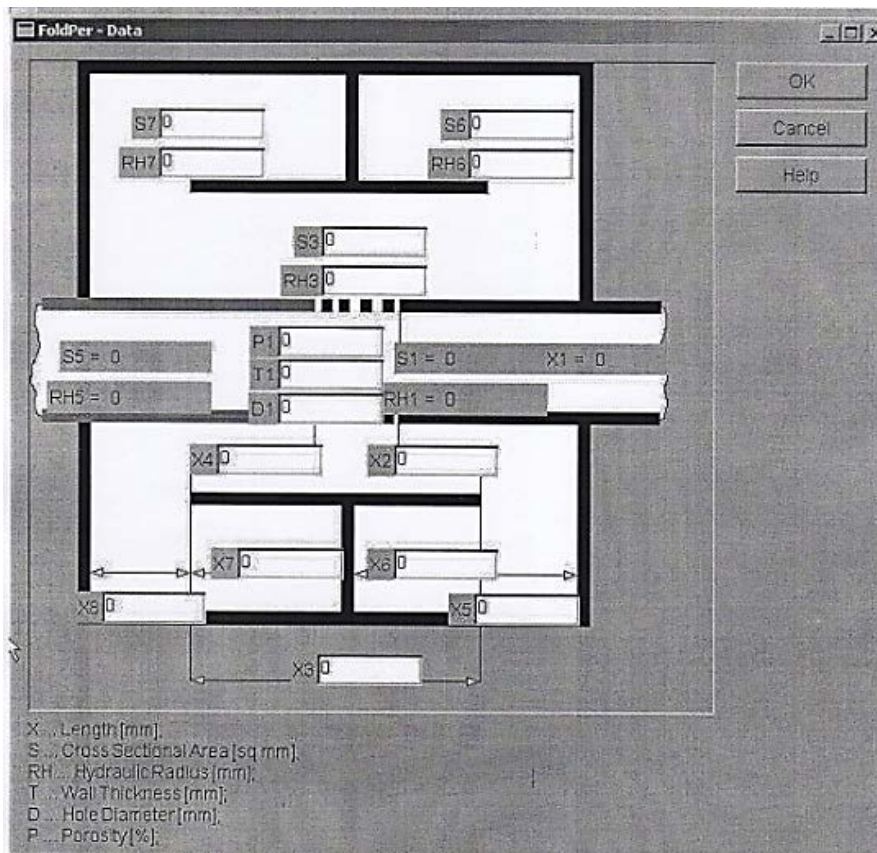 FoldPer - Data
OK
Cancel
Help
S7 0
S6 0
RH7 0
RH6 0
S3 0
RH3 0
P1 0
S5 = 0
S1 = 0 X1 = 0
T1 0
RH5 = 0
RH1 = 0
D1 0
X4 0
X2 0
X7 0
X6 0
X8 0
X5 0
X3 0
X ... Length [mm];
S ... Cross Sectional Area [sq mm];
RH ... Hydraulic Radius [mm];
T ... Wall Thickness [mm];
D ... Hole Diameter [mm];
P ... Porosity [%];